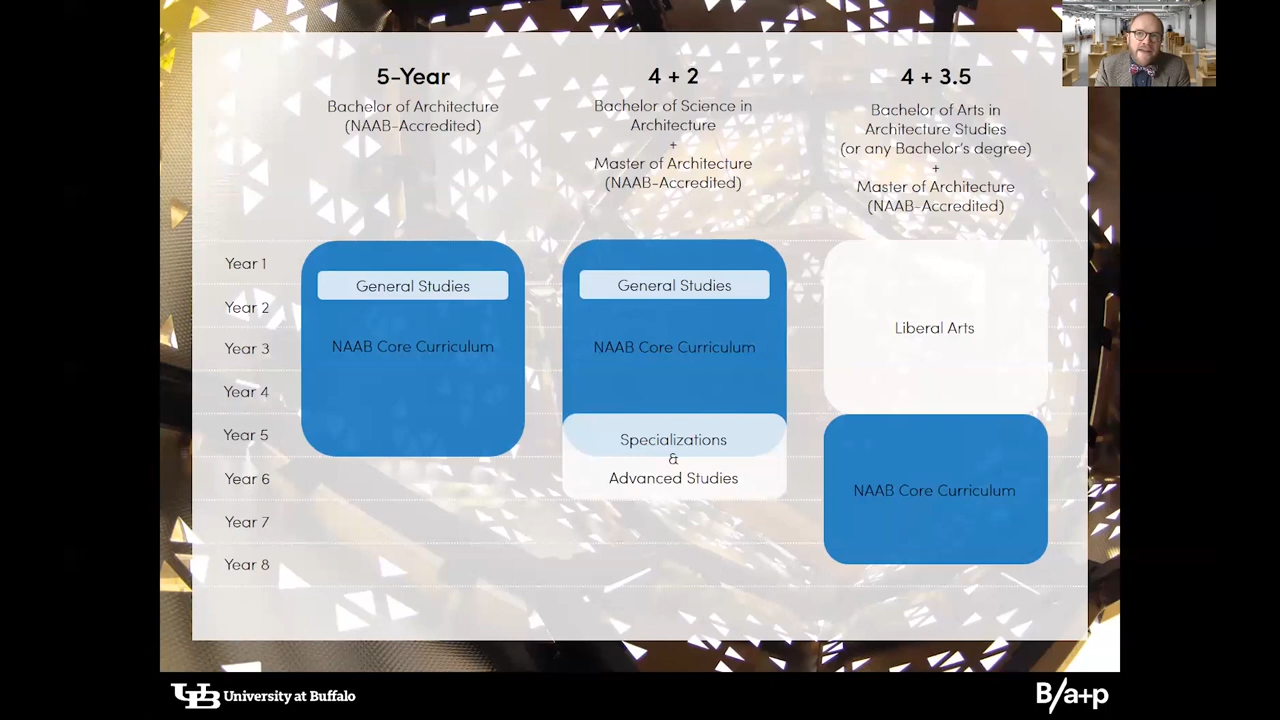 5-Year
Bachelor of Architecture
(NAAB-Accredited)
4 + 2
Bachelor of Science in
Architecture
+
Master of Architecture
(NAAB-Accredited)
4 + 3.5
Bachelor of Arts in
Architecture Studies
(or any Bachelor's degree)
+
Master of Architecture
(NAAB-Accredited)
Year 1
Year 2
Year 3
Year 4
Year 5
Year 6
Year 7
Year 8
General Studies
NAAB Core Curriculum
General Studies
NAAB Core Curriculum
Specializations
&
Advanced Studies
Liberal Arts
NAAB Core Curriculum
UB University at Buffalo
B/a+p